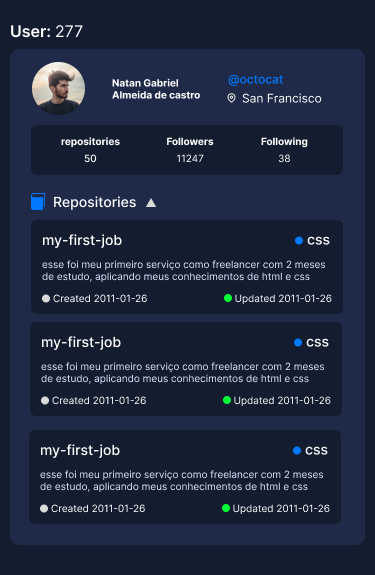 User: 277
Natan Gabriel
Almeida de castro
@octocat
San Francisco
repositories
Followers
Following
50
11247
38
Repositories
my-first-job
css
esse foi meu primeiro serviço como freelancer com 2 meses
de estudo, aplicando meus conhecimentos de html e css
Created 2011-01-26
Updated 2011-01-26
my-first-job
css
esse foi meu primeiro serviço como freelancer com 2 meses
de estudo, aplicando meus conhecimentos de html e css
Created 2011-01-26
Updated 2011-01-26
my-first-job
css
esse foi meu primeiro serviço como freelancer com 2 meses
de estudo, aplicando meus conhecimentos de html e css
Created 2011-01-26
Updated 2011-01-26